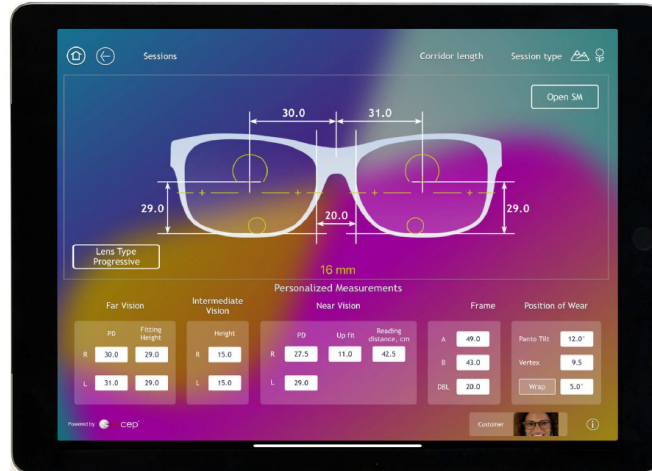 Sessions
Corridor length
Session type
Open SM
30.0
31.0
29.0
20.0
29.0
Lens Type
Progressive
16 mm
Personalized Measurements
Far Vision
Intermediate
Vision
Near Vision
Frame
Position of Wear
PD
Fitting
Height
Height
PD
Up fit
Reading
distance, cm
R 30.0 29.0
R 15.0
R 27.5 11.0 42.5
L 31.0 29.0
L 15.0
L 29.0
A 49.0
B 43.0
DBL 20.0
Panto Tilt 12.0°
Vertex 9.5
Wrap 5.0°
Powered by
cep
Customer